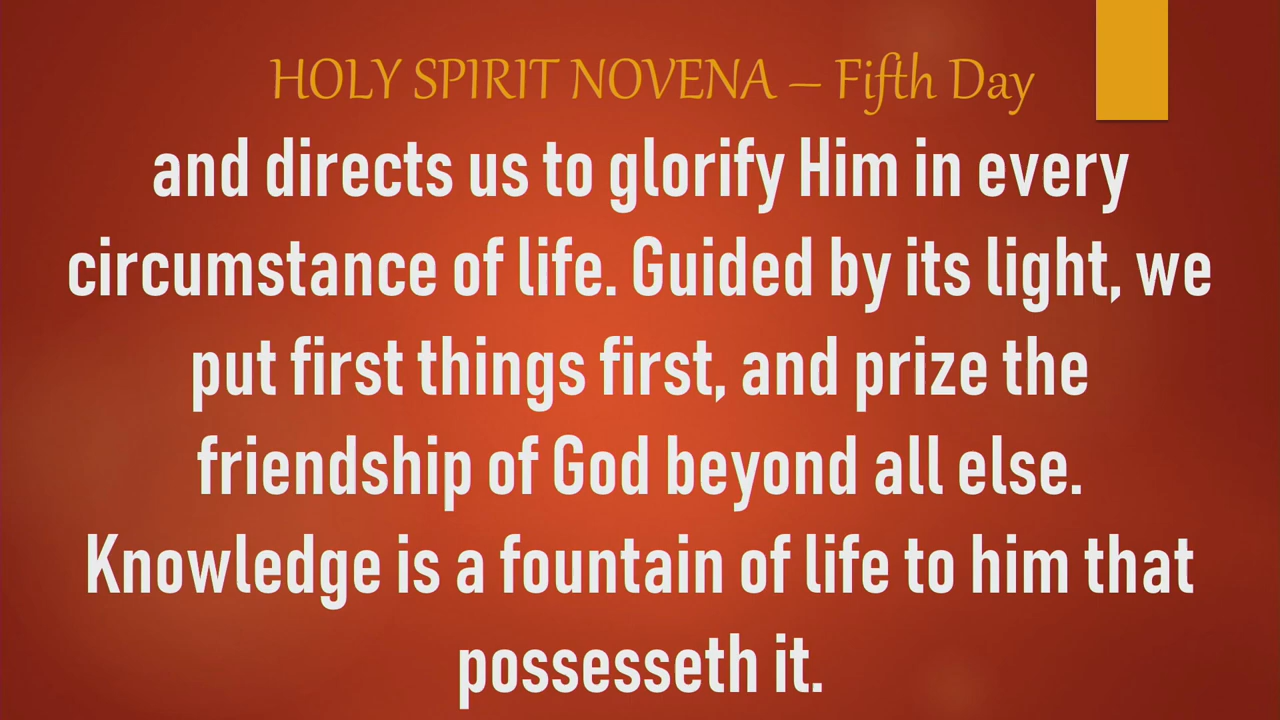 HOLY SPIRIT NOVENA – Fifth Day
and directs us to glorify Him in every
circumstance of life. Guided by its light, we
put first things first, and prize the
friendship of God beyond all else.
Knowledge is a fountain of life to him that
possesseth it.